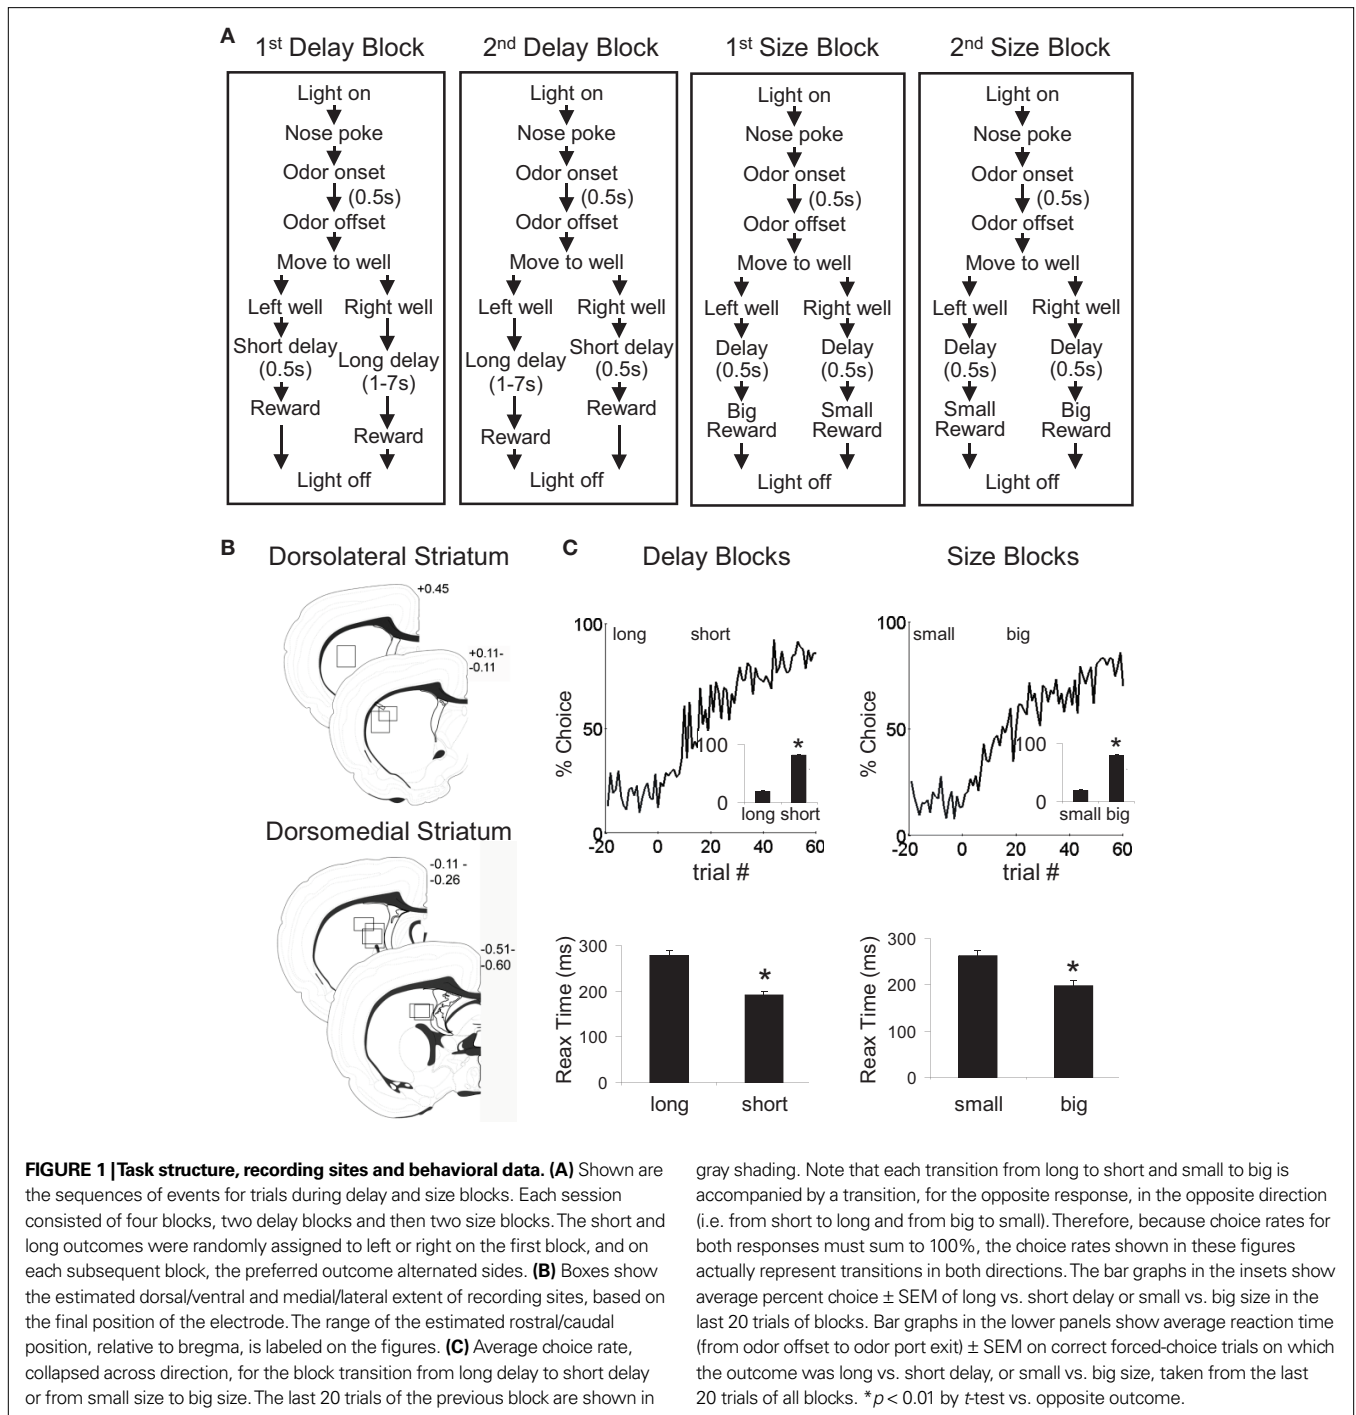 A
1st Delay Block
Light on
Nose poke
Odor onset
(0.5s)
Odor offset
Move to well
Left well Right well
Short delay (0.5s)
Long delay (1-7s)
Reward
Reward
Light off
2nd Delay Block
Light on
Nose poke
Odor onset
(0.5s)
Odor offset
Move to well
Left well Right well
Long delay (1-7s)
Short delay (0.5s)
Reward
Reward
Light off
1st Size Block
Light on
Nose poke
Odor onset
(0.5s)
Odor offset
Move to well
Left well Right well
Delay Delay
(0.5s) (0.5s)
Big Small
Reward Reward
Light off
2nd Size Block
Light on
Nose poke
Odor onset
(0.5s)
Odor offset
Move to well
Left well Right well
Delay Delay
(0.5s) (0.5s)
Small Big
Reward Reward
Light off
B
Dorsolateral Striatum
+0.45
+0.11-
-0.11
Dorsomedial Striatum
-0.11 -
-0.26
-0.51-
-0.60
C
Delay Blocks
% Choice
100
50
0
long short
100
0
long short
-20 0 20 40 60
trial #
*
Size Blocks
% Choice
100
50
0
small big
100
0
small big
-20 0 20 40 60
trial #
*
Reax Time (ms)
300
200
100
0
*
long short
Reax Time (ms)
300
200
100
0
*
small big
FIGURE 1 | Task structure, recording sites and behavioral data. (A) Shown are
the sequences of events for trials during delay and size blocks. Each session
consisted of four blocks, two delay blocks and then two size blocks. The short and
long outcomes were randomly assigned to left or right on the first block, and on
each subsequent block, the preferred outcome alternated sides. (B) Boxes show
the estimated dorsal/ventral and medial/lateral extent of recording sites, based on
the final position of the electrode. The range of the estimated rostral/caudal
position, relative to bregma, is labeled on the figures. (C) Average choice rate,
collapsed across direction, for the block transition from long delay to short delay
or from small size to big size. The last 20 trials of the previous block are shown in
gray shading. Note that each transition from long to short and small to big is
accompanied by a transition, for the opposite response, in the opposite direction
(i.e. from short to long and from big to small). Therefore, because choice rates for
both responses must sum to 100%, the choice rates shown in these figures
actually represent transitions in both directions. The bar graphs in the insets show
average percent choice ± SEM of long vs. short delay or small vs. big size in the
last 20 trials of blocks. Bar graphs in the lower panels show average reaction time
(from odor offset to odor port exit) ± SEM on correct forced-choice trials on which
the outcome was long vs. short delay, or small vs. big size, taken from the last
20 trials of all blocks. *p < 0.01 by t-test vs. opposite outcome.